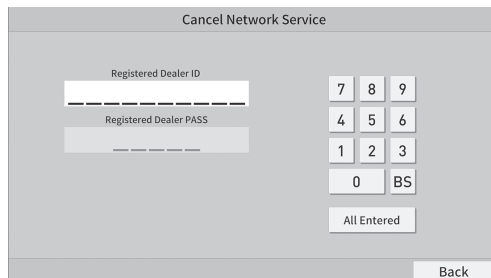 Cancel Network Service
Registered Dealer ID
Registered Dealer PASS
7 8 9
4 5 6
1 2 3
0 BS
All Entered
Back